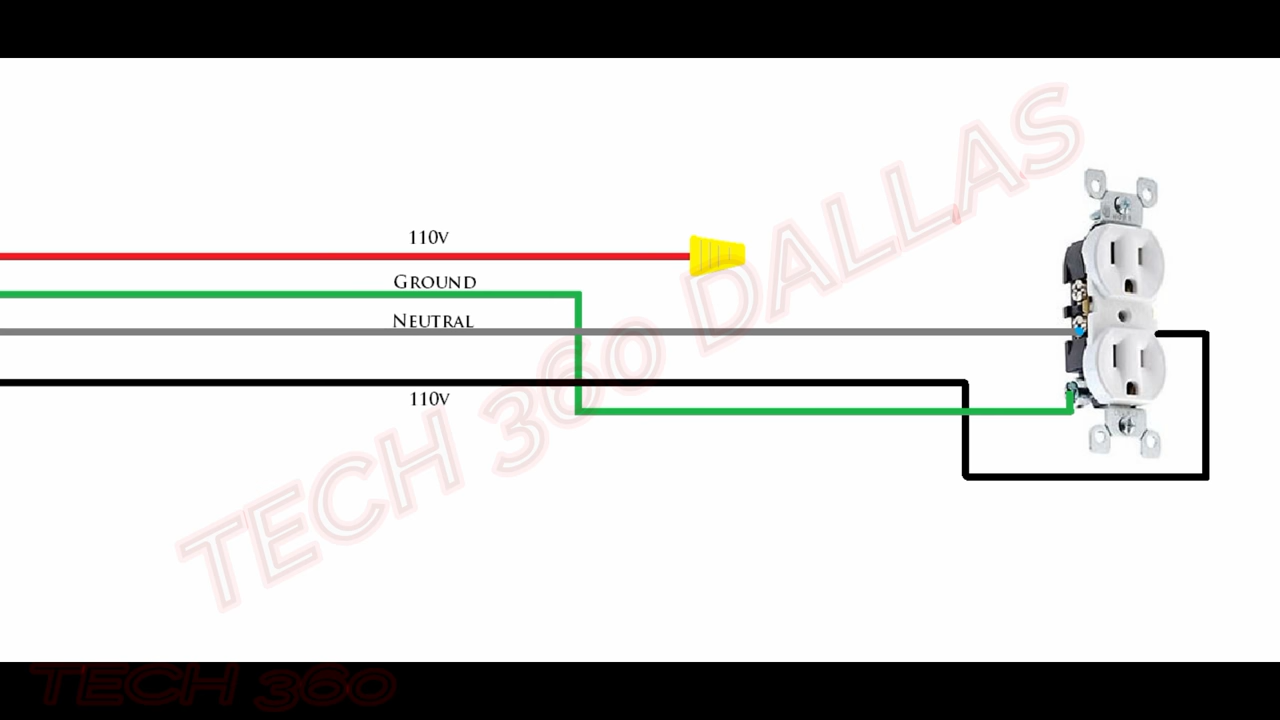 110V
GROUND
NEUTRAL
110V
TECH 360 DALLAS
TECH 360